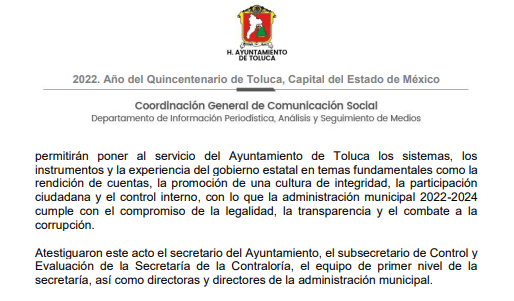 H. AYUNTAMIENTO
DE TOLUCA
2022. Año del Quincentenario de Toluca, Capital del Estado de México
Coordinación General de Comunicación Social
Departamento de Información Periodística, Análisis y Seguimiento de Medios
permitirán poner al servicio del Ayuntamiento de Toluca los sistemas, los
instrumentos y la experiencia del gobierno estatal en temas fundamentales como la
rendición de cuentas, la promoción de una cultura de integridad, la participación
ciudadana y el control interno, con lo que la administración municipal 2022-2024
cumple con el compromiso de la legalidad, la transparencia y el combate a la
corrupción.
Atestiguaron este acto el secretario del Ayuntamiento, el subsecretario de Control y
Evaluación de la Secretaría de la Contraloría, el equipo de primer nivel de la
secretaría, así como directoras y directores de la administración municipal.